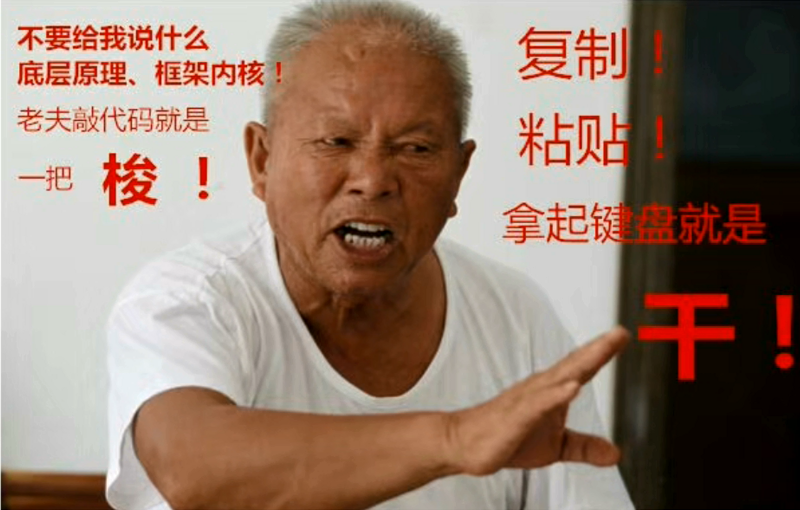 不要给我说什么
底层原理、框架内核！
老夫敲代码就是
一把 梭！
复制！
粘贴！
拿起键盘就是
干！